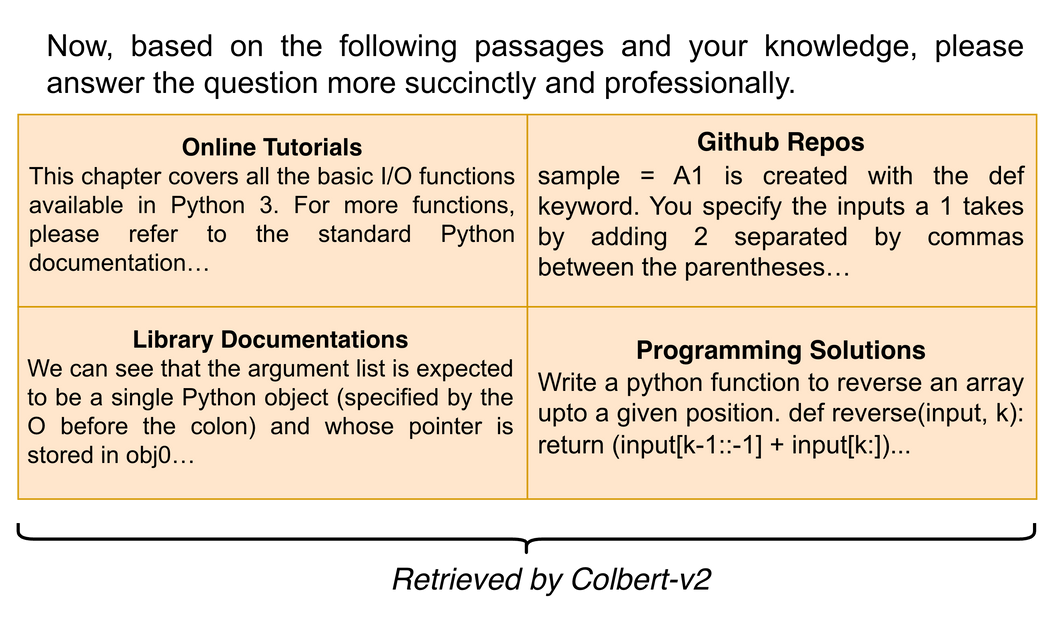 Now, based on the following passages and your knowledge, please
answer the question more succinctly and professionally.
Online Tutorials
This chapter covers all the basic I/O functions
available in Python 3. For more functions,
please refer to the standard Python
documentation…
Github Repos
sample = A1 is created with the def
keyword. You specify the inputs a 1 takes
by adding 2 separated by commas
between the parentheses…
Library Documentations
We can see that the argument list is expected
to be a single Python object (specified by the
O before the colon) and whose pointer is
stored in obj0…
Programming Solutions
Write a python function to reverse an array
upto a given position. def reverse(input, k):
return (input[k-1::-1] + input[k:])...
Retrieved by Colbert-v2